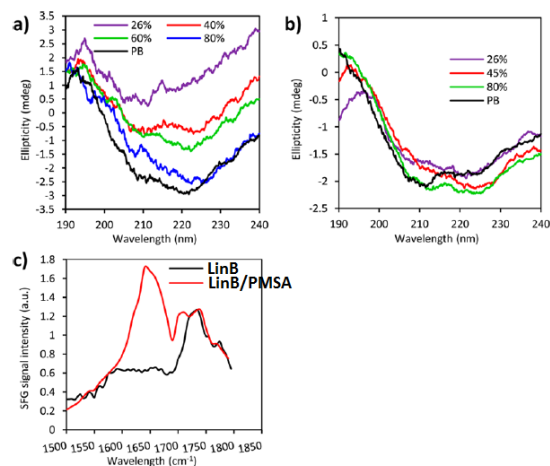 a)
26%
40%
60%
80%
PB
Ellipticity (mdeg)
3.5
3
2.5
2
1.5
1
0.5
0
-0.5
-1
-1.5
-2
-2.5
-3
-3.5
190 200 210 220 230 240
Wavelength (nm)
b)
26%
45%
80%
PB
Ellipticity (mdeg)
1
0.5
0
-0.5
-1
-1.5
-2
-2.5
190 200 210 220 230 240
Wavelength (nm)
c)
LinB
LinB/PMSA
SFG signal intensity (a.u.)
1.8
1.6
1.4
1.2
1
0.8
0.6
0.4
0.2
0
1500 1550 1600 1650 1700 1750 1800 1850
Wavelength (cm⁻¹)